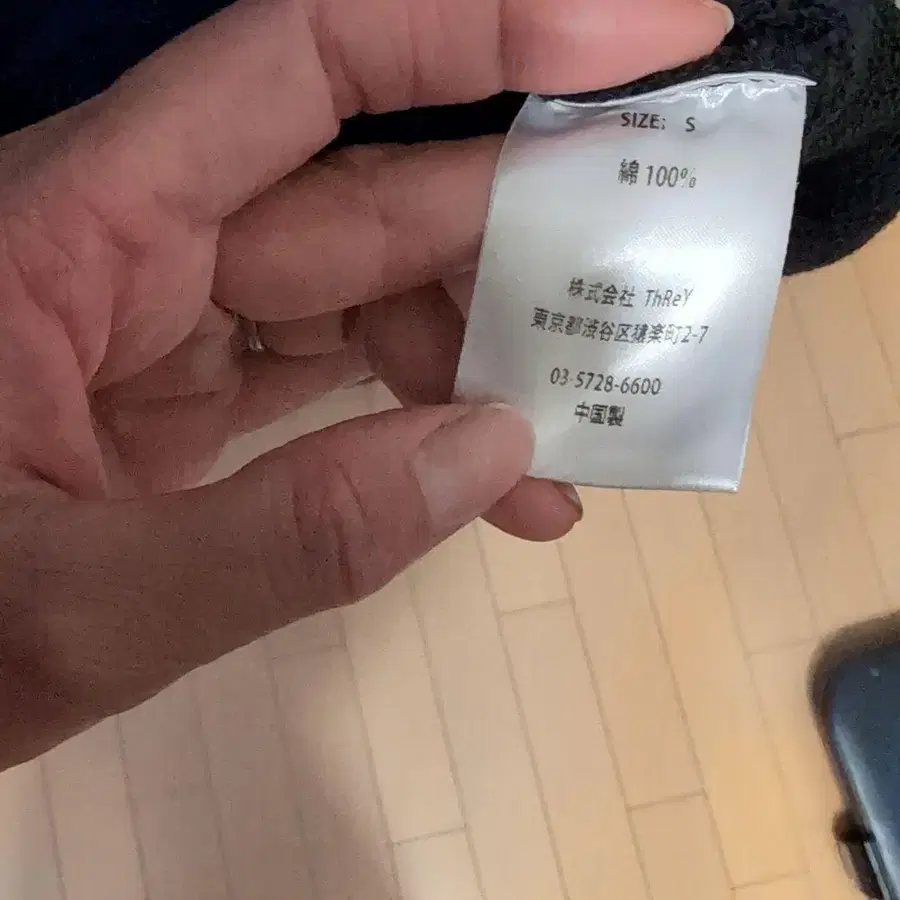 SIZE: S
綿 100%
株式会社 ThReY
東京都渋谷区猿楽町2-7
03-5728-6600
中国製